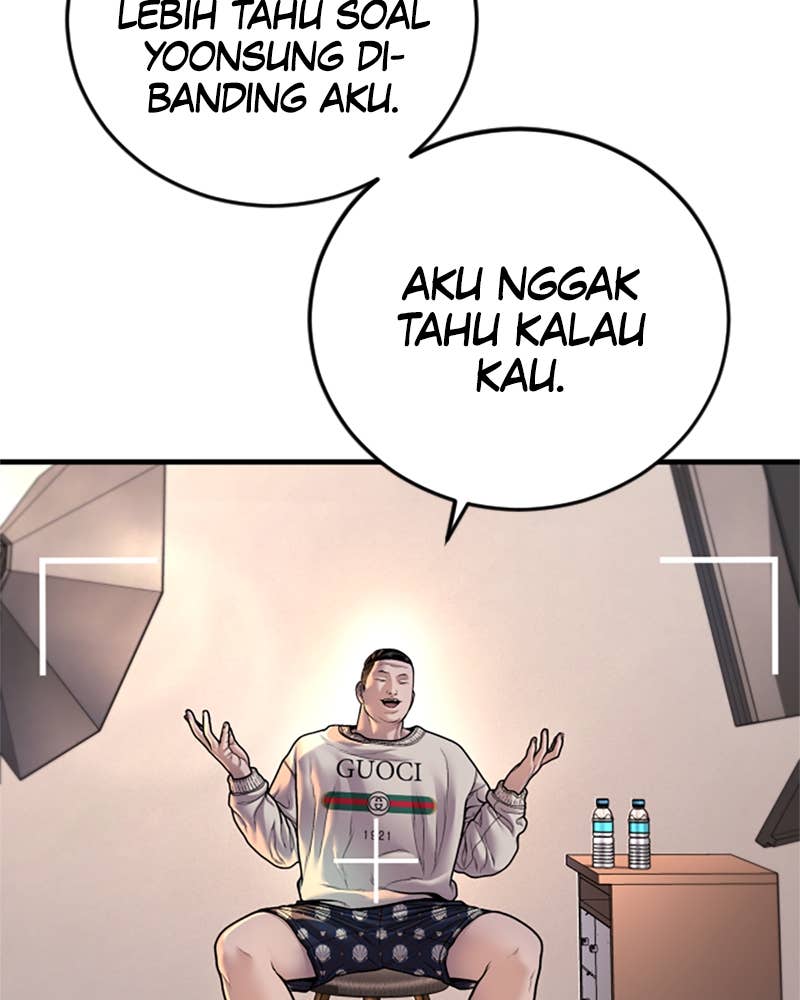 LEBIH TAHU SOAL
YOONSUNG DI-
BANDING AKU.
AKU NGGAK
TAHU KALAU
KAU.
GUOCI
1921